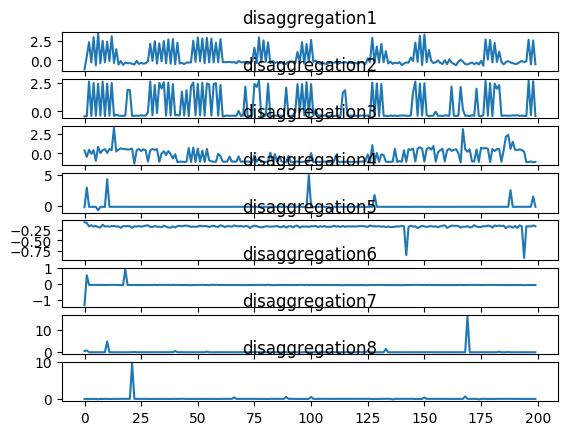 disaggregation1
2.5
0.0
disaggregation2
2.5
0.0
disaggregation3
2.5
0.0
disaggregation4
5
0
disaggregation5
−0.25
−0.50
−0.75
disaggregation6
1
0
−1
disaggregation7
10
0
disaggregation8
10
0
0 25 50 75 100 125 150 175 200